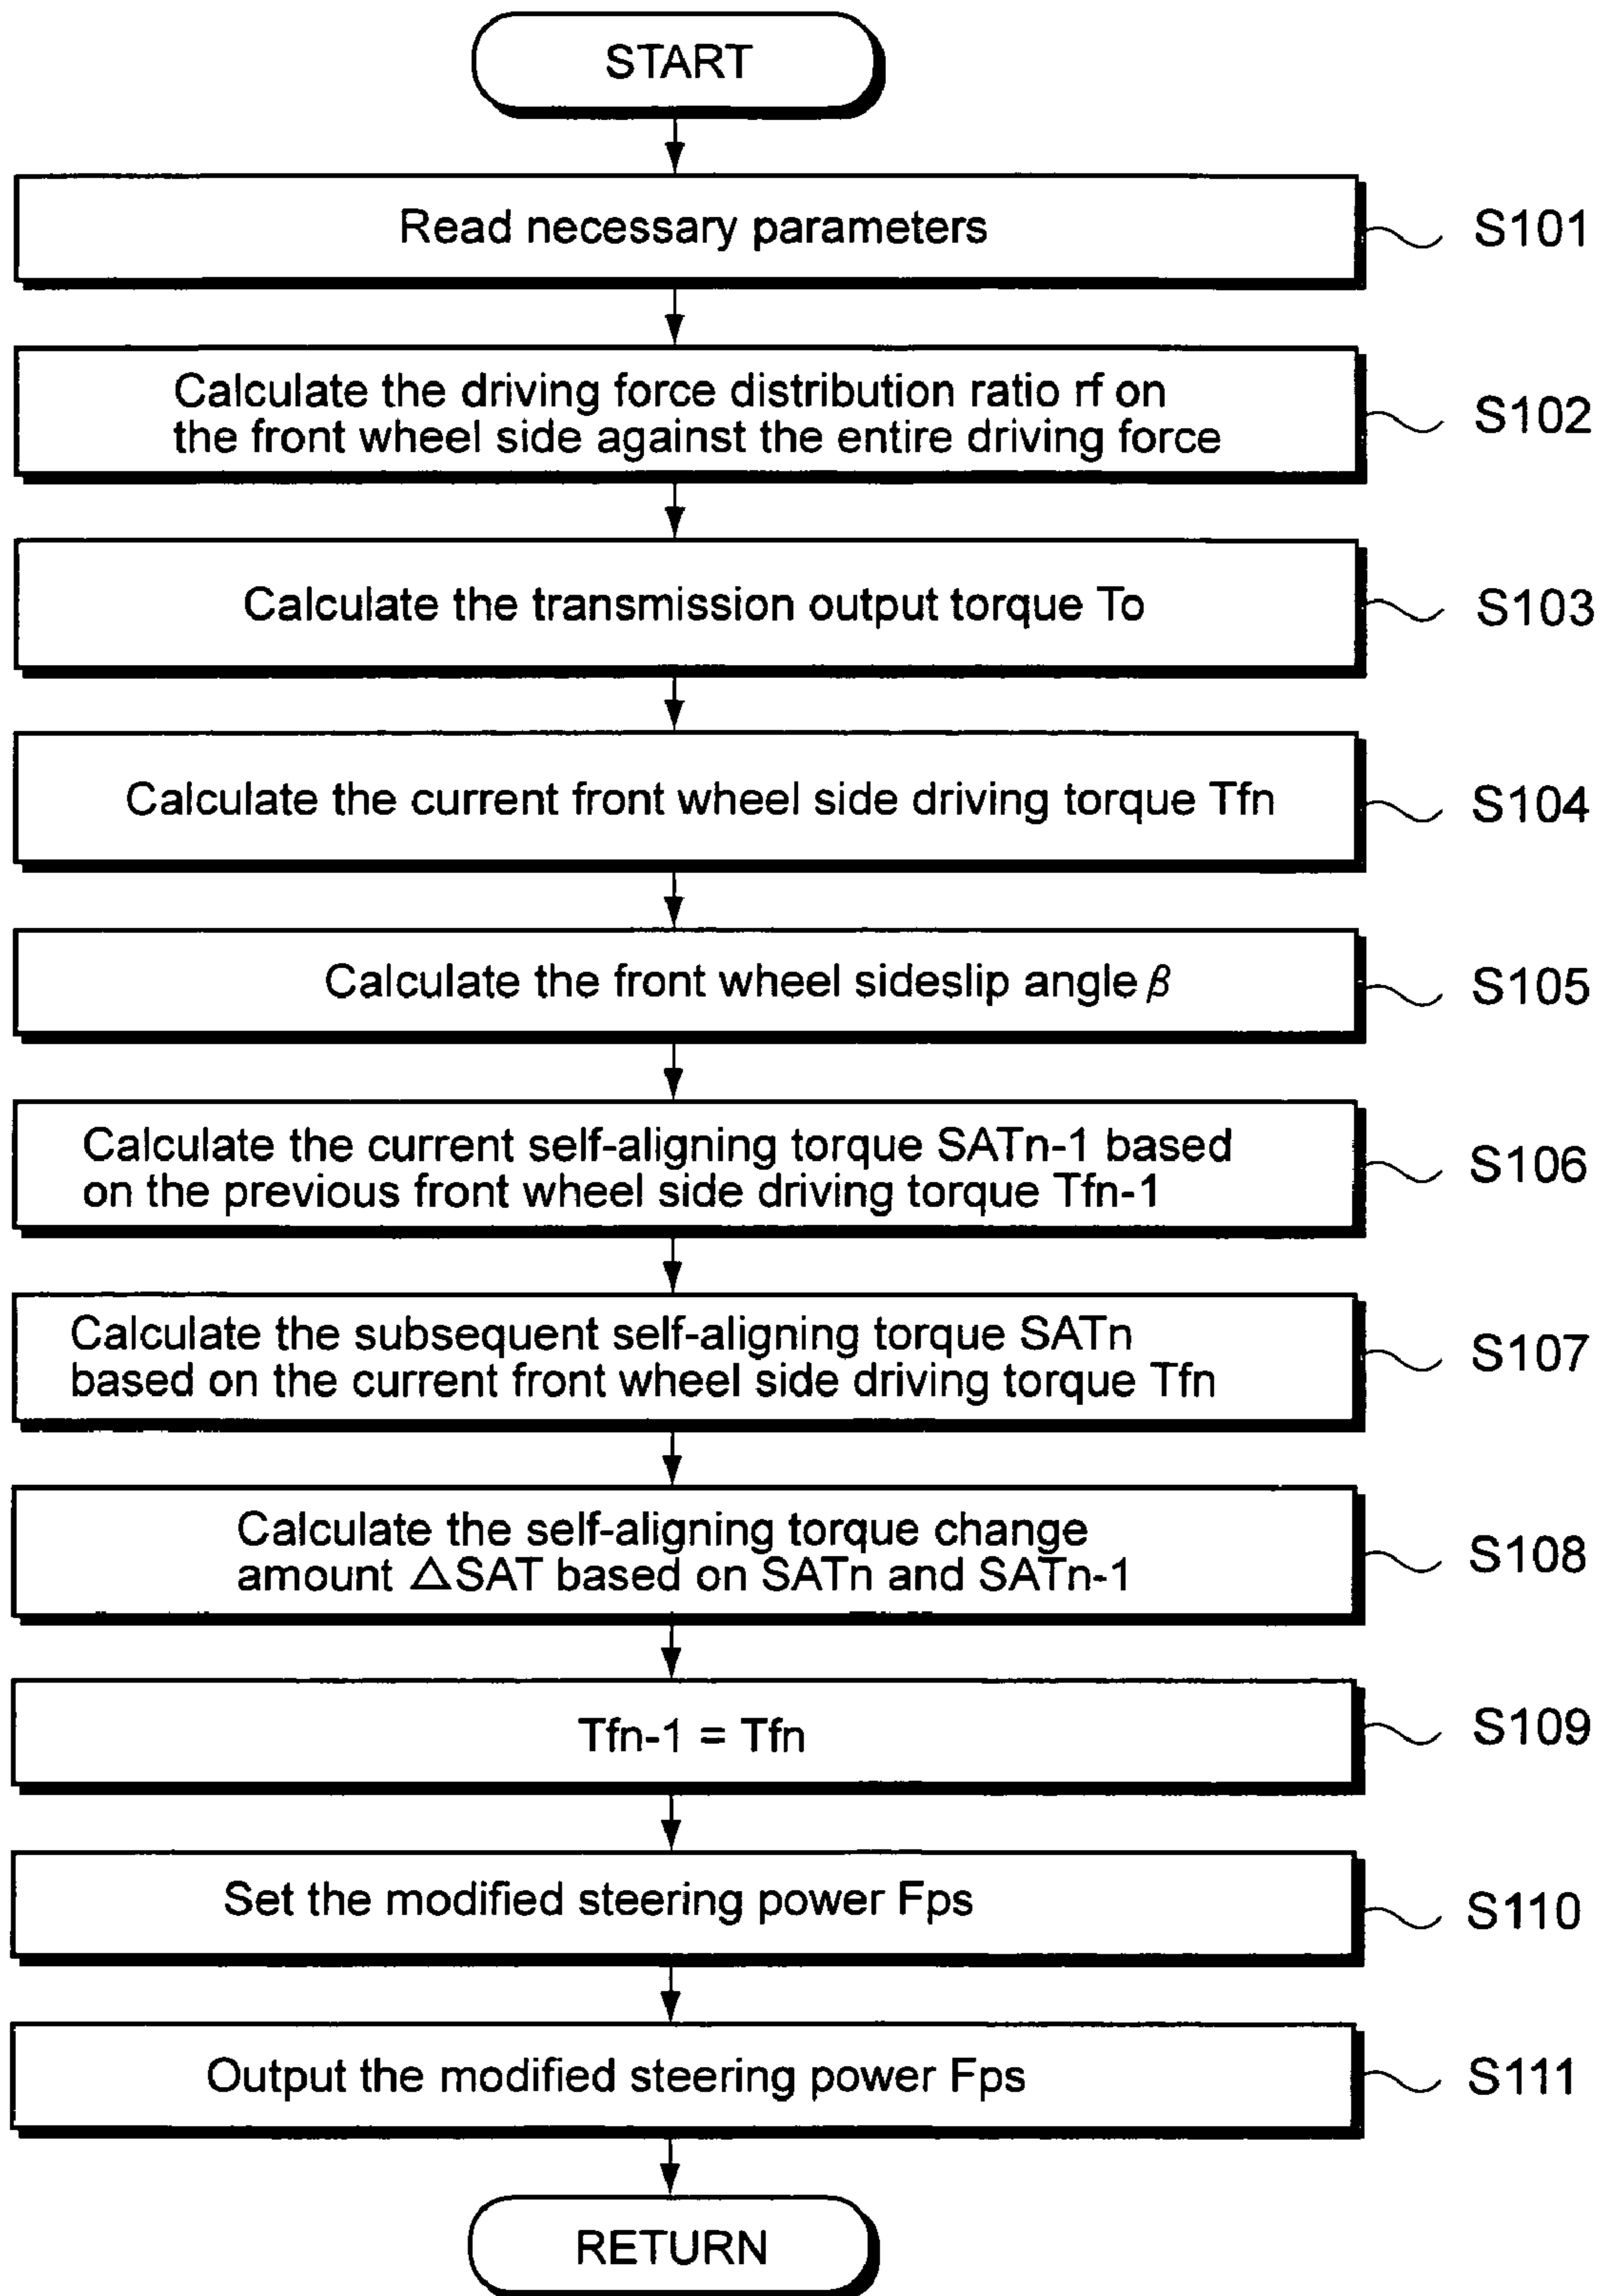 START
Read necessary parameters
S101
Calculate the driving force distribution ratio rf on
the front wheel side against the entire driving force
S102
Calculate the transmission output torque To
S103
Calculate the current front wheel side driving torque Tfn
S104
Calculate the front wheel sideslip angle β
S105
Calculate the current self-aligning torque SATn-1 based
on the previous front wheel side driving torque Tfn-1
S106
Calculate the subsequent self-aligning torque SATn
based on the current front wheel side driving torque Tfn
S107
Calculate the self-aligning torque change
amount △SAT based on SATn and SATn-1
S108
Tfn-1 = Tfn
S109
Set the modified steering power Fps
S110
Output the modified steering power Fps
S111
RETURN